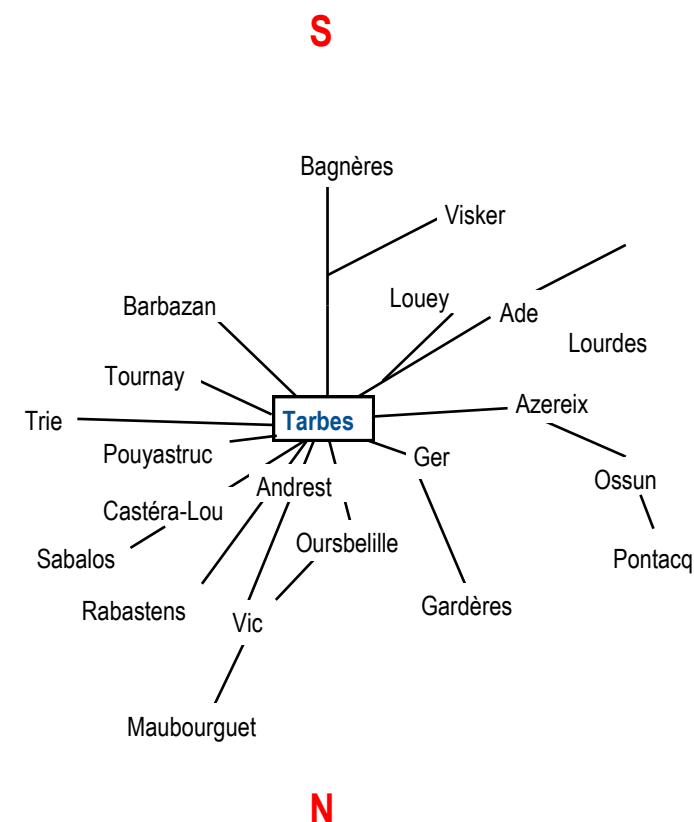 S
Bagnères
Visker
Louey
Barbazan
Ade
Lourdes
Tournay
Azereix
Trie
Tarbes
Pouyastruc
Ger
Andrest
Ossun
Castéra-Lou
Oursbelille
Sabalos
Pontacq
Rabastens
Gardères
Vic
Maubourguet
N